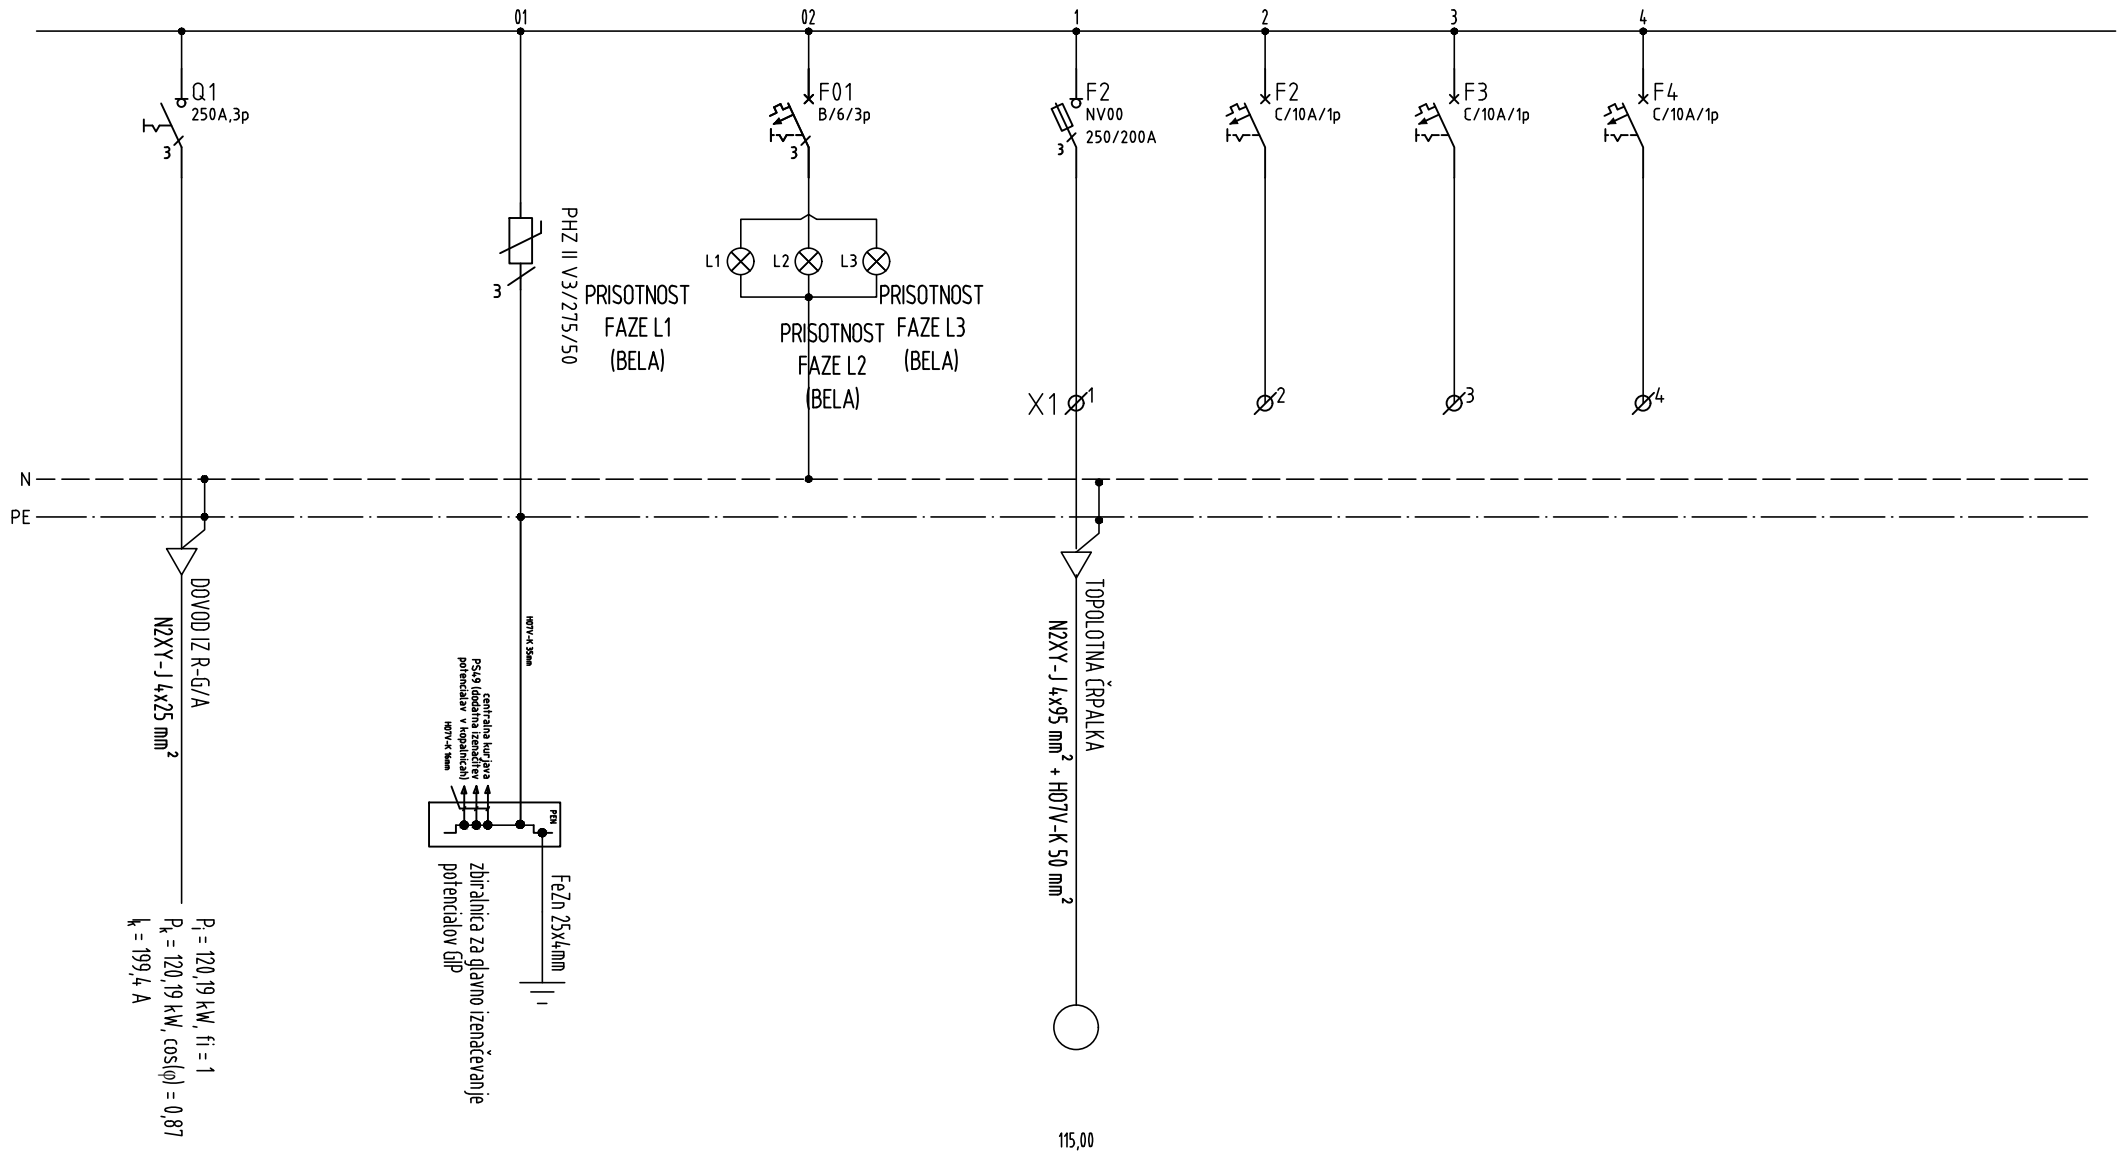 01
02
1
2
3
4
Q1
250A,3p
3
F01
B/6/3p
3
F2
NV00
250/200A
3
F2
C/10A/1p
F3
C/10A/1p
F4
C/10A/1p
PHZ II V3/275/50
3
L1
L2
L3
PRISOTNOST
FAZE L1
(BELA)
PRISOTNOST
FAZE L2
(BELA)
PRISOTNOST
FAZE L3
(BELA)
X1
1
2
3
4
N
PE
DOVOD IZ R-G/A
N2XY-J 4x25 mm²
H07V-K 35mm
centralna kurjava
PS49 (dodatna izenačitev
potencialav v kopalnicah)
H07V-K 16mm
PEN
FeZn 25x4mm
zbiralnica za glavno izenačevanje
potencialov GIP
TOPOLOTNA ČRPALKA
N2XY-J 4x95 mm² + H07V-K 50 mm²
Pi = 120,19 kW, fi = 1
Pk = 120,19 kW, cos(φ) = 0,87
Ik = 199,4 A
115,00